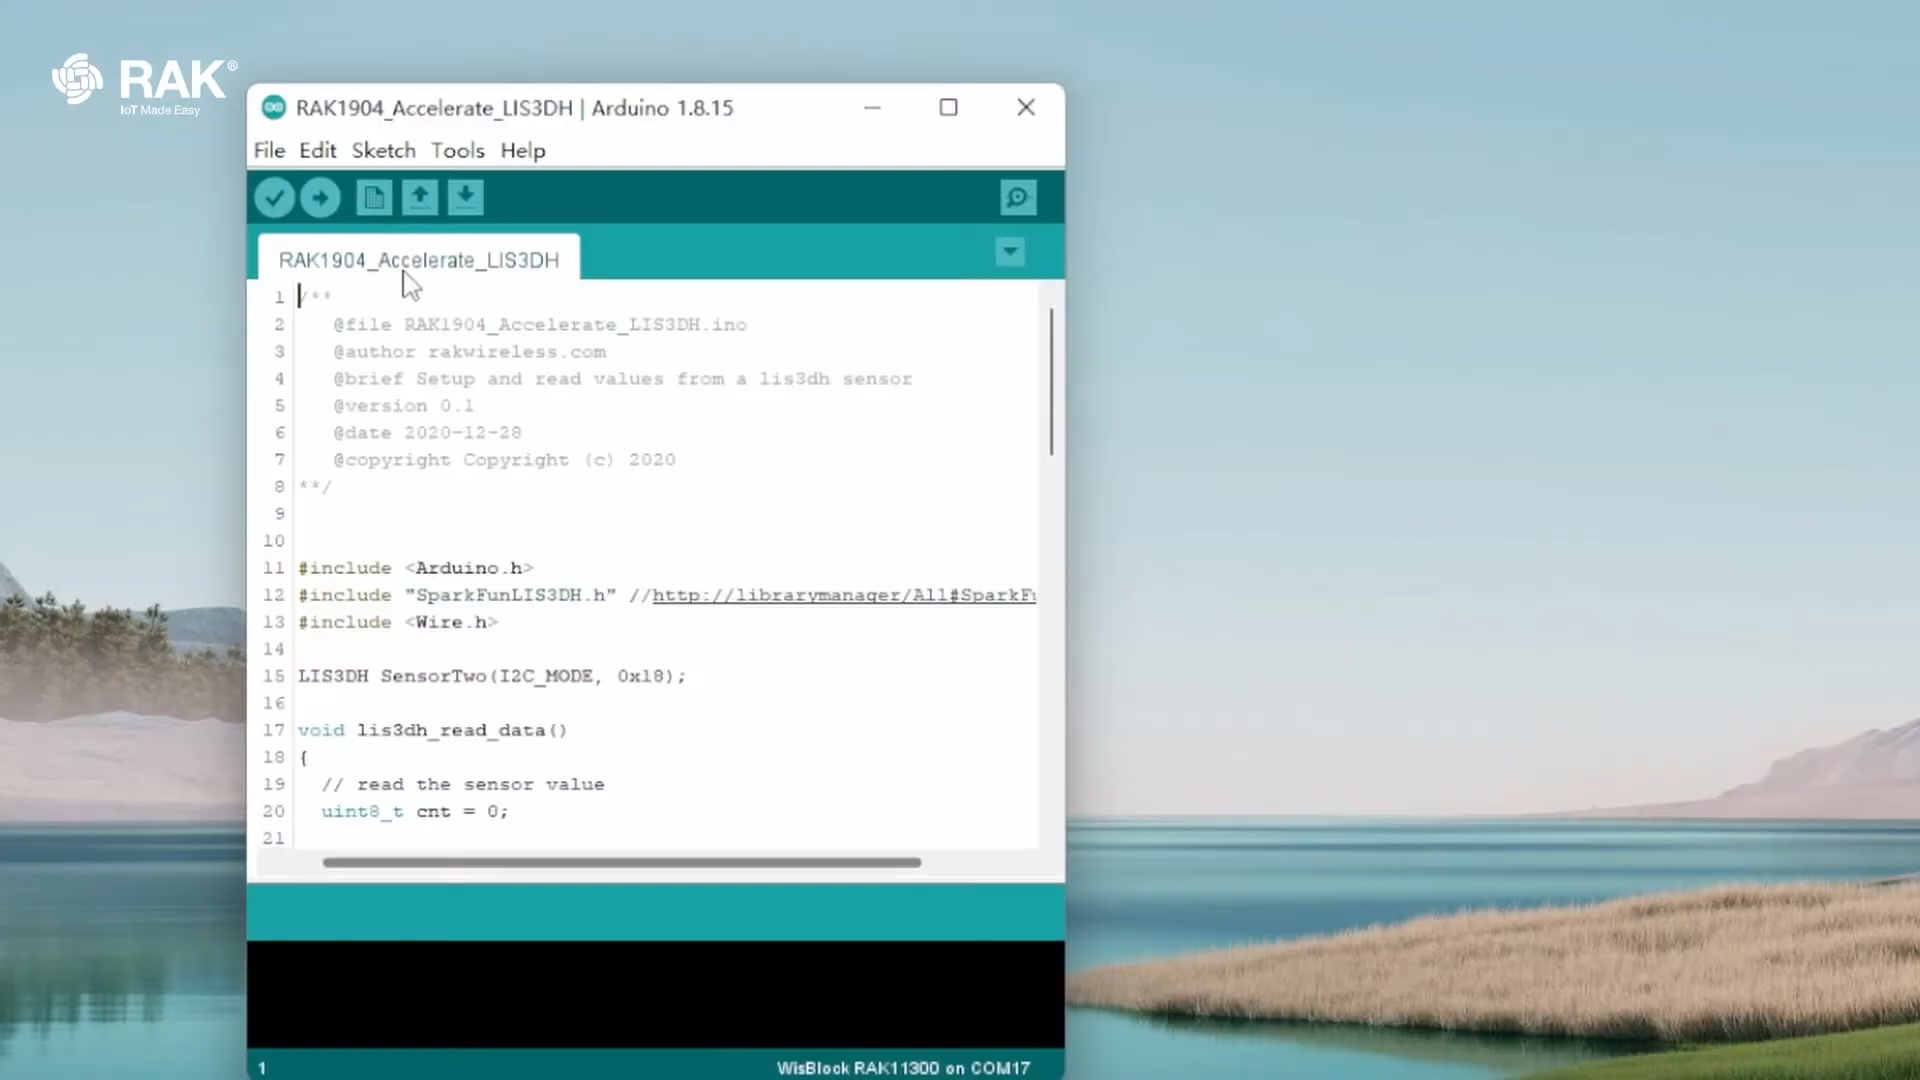 RAK®
IoT Made Easy
RAK1904_Accelerate_LIS3DH | Arduino 1.8.15
File Edit Sketch Tools Help
RAK1904_Accelerate_LIS3DH
1 /**
2 @file RAK1904_Accelerate_LIS3DH.ino
3 @author rakwireless.com
4 @brief Setup and read values from a lis3dh sensor
5 @version 0.1
6 @date 2020-12-28
7 @copyright Copyright (c) 2020
8 **/
9
10
11 #include <Arduino.h>
12 #include "SparkFunLIS3DH.h" //http://librarymanager/All#SparkFu
13 #include <Wire.h>
14
15 LIS3DH SensorTwo(I2C_MODE, 0x18);
16
17 void lis3dh_read_data()
18 {
19 // read the sensor value
20 uint8_t cnt = 0;
21
1 WisBlock RAK11300 on COM17